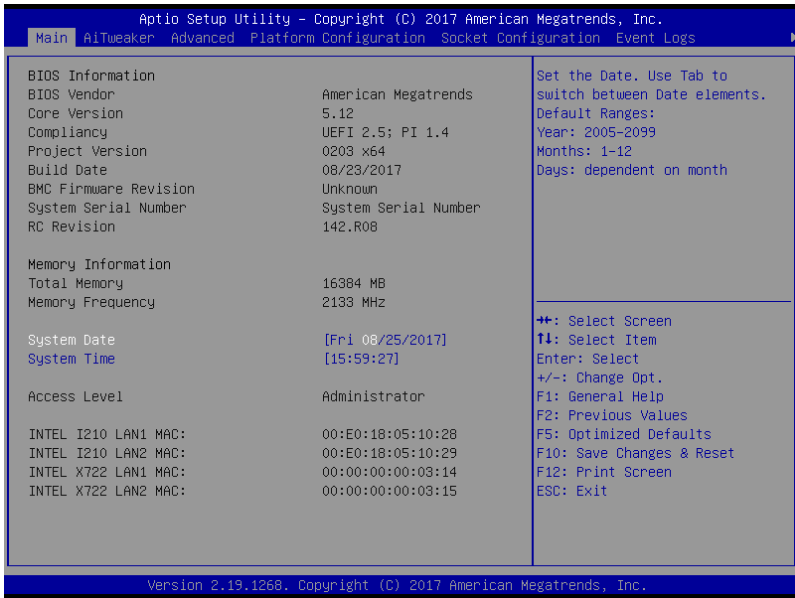 Aptio Setup Utility – Copyright (C) 2017 American Megatrends, Inc.
Main AiTweaker Advanced Platform Configuration Socket Configuration Event Logs
BIOS Information
BIOS Vendor American Megatrends
Core Version 5.12
Compliancy UEFI 2.5; PI 1.4
Project Version 0203 x64
Build Date 08/23/2017
BMC Firmware Revision Unknown
System Serial Number System Serial Number
RC Revision 142.R08
Memory Information
Total Memory 16384 MB
Memory Frequency 2133 MHz
System Date [Fri 08/25/2017]
System Time [15:59:27]
Access Level Administrator
INTEL I210 LAN1 MAC: 00:E0:18:05:10:28
INTEL I210 LAN2 MAC: 00:E0:18:05:10:29
INTEL X722 LAN1 MAC: 00:00:00:00:03:14
INTEL X722 LAN2 MAC: 00:00:00:00:03:15
Set the Date. Use Tab to
switch between Date elements.
Default Ranges:
Year: 2005-2099
Months: 1-12
Days: dependent on month
→←: Select Screen
↑↓: Select Item
Enter: Select
+/-: Change Opt.
F1: General Help
F2: Previous Values
F5: Optimized Defaults
F10: Save Changes & Reset
F12: Print Screen
ESC: Exit
Version 2.19.1268. Copyright (C) 2017 American Megatrends, Inc.